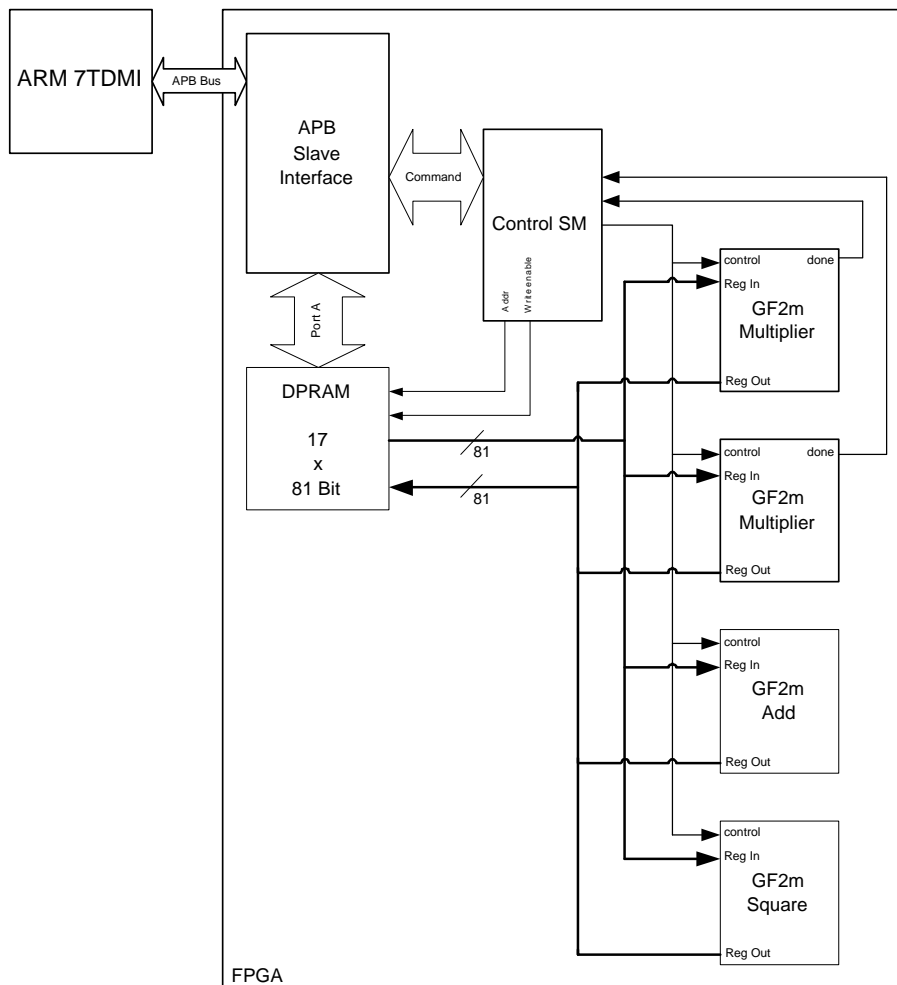 ARM 7TDMI
APB Bus
APB
Slave
Interface
Command
Control SM
Addr
Write enable
Port A
DPRAM
17
x
81 Bit
81
81
control
done
Reg In
GF2m
Multiplier
Reg Out
control
done
Reg In
GF2m
Multiplier
Reg Out
control
Reg In
GF2m
Add
Reg Out
control
Reg In
GF2m
Square
Reg Out
FPGA